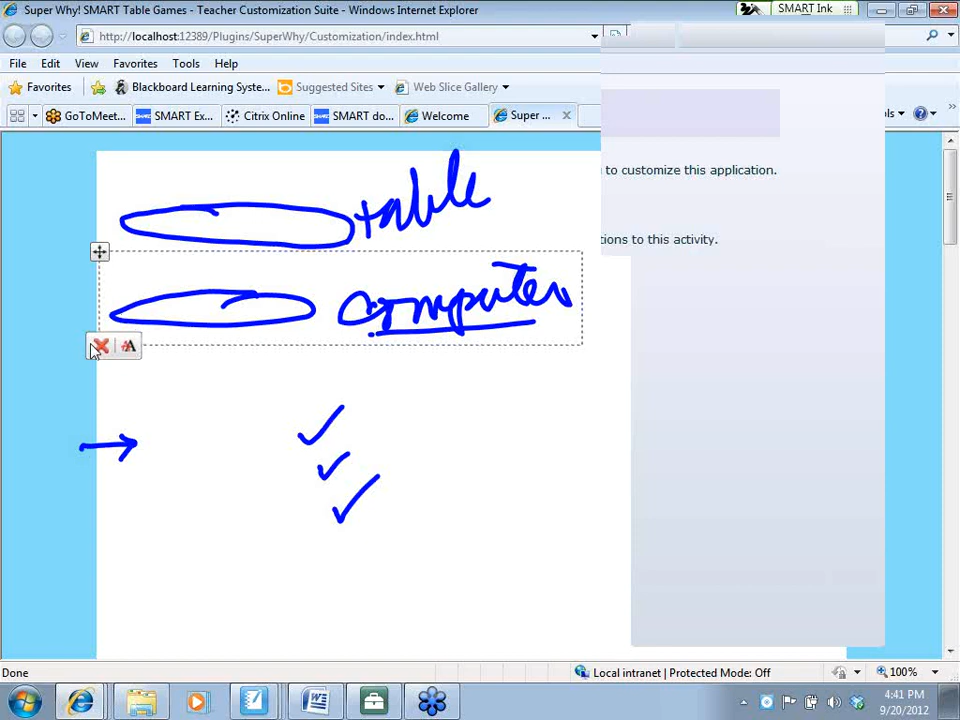 Super Why! SMART Table Games - Teacher Customization Suite - Windows Internet Explorer
SMART Ink
http://localhost:12389/Plugins/SuperWhy/Customization/index.html
File Edit View Favorites Tools Help
Favorites Blackboard Learning Syste... Suggested Sites Web Slice Gallery
GoToMeet... SMART Ex... Citrix Online SMART do... Welcome Super ... ols
to customize this application.
table
tions to this activity.
computer
A
Done Local intranet | Protected Mode: Off 100%
4:41 PM
9/20/2012